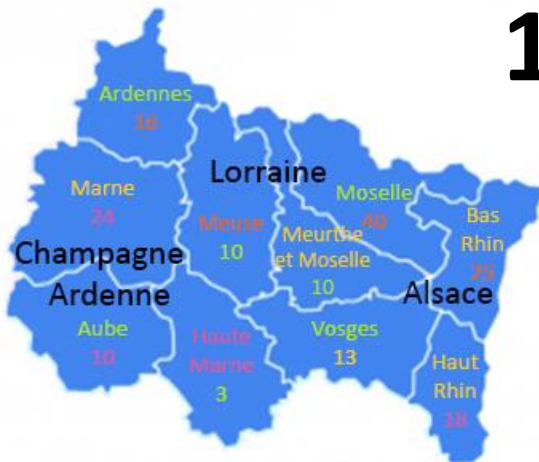 1
Ardennes
16
Lorraine
Marne
24
Moselle
40
Meuse
10
Bas
Rhin
25
Meurthe
et Moselle
10
Champagne
Ardenne
Alsace
Aube
10
Haute
Marne
3
Vosges
13
Haut
Rhin
18